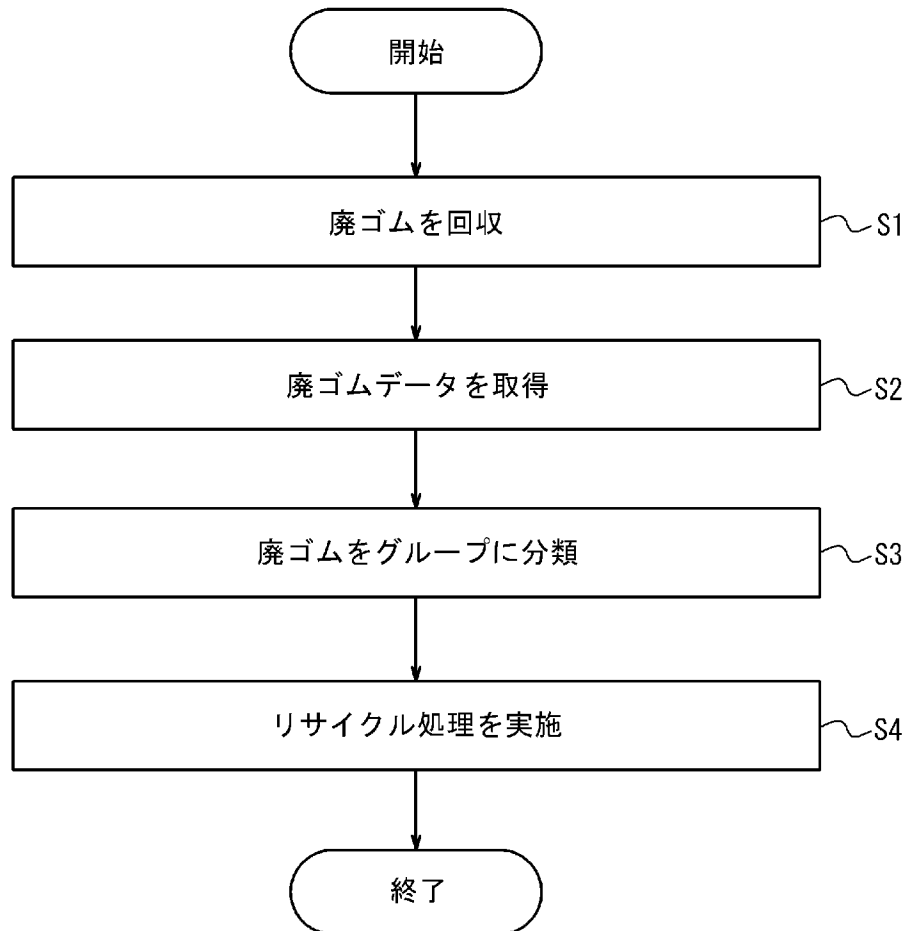 開始
廃ゴムを回収
S1
廃ゴムデータを取得
S2
廃ゴムをグループに分類
S3
リサイクル処理を実施
S4
終了